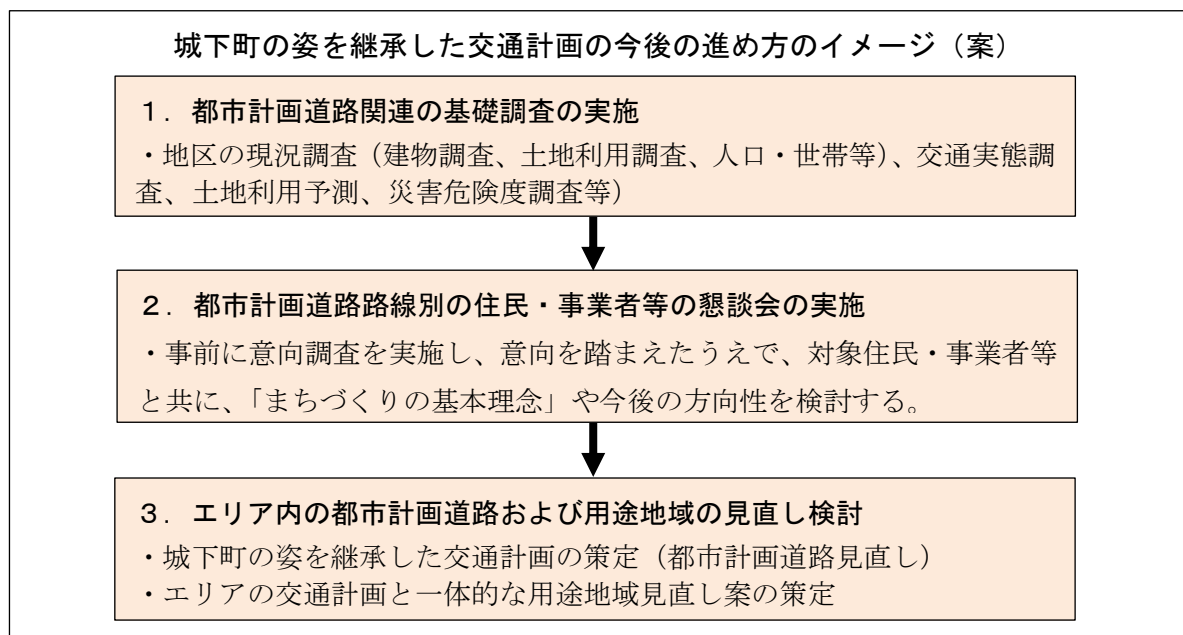 城下町の姿を継承した交通計画の今後の進め方のイメージ（案）
１．都市計画道路関連の基礎調査の実施
・地区の現況調査（建物調査、土地利用調査、人口・世帯等）、交通実態調
査、土地利用予測、災害危険度調査等）
２．都市計画道路路線別の住民・事業者等の懇談会の実施
・事前に意向調査を実施し、意向を踏まえたうえで、対象住民・事業者等
と共に、「まちづくりの基本理念」や今後の方向性を検討する。
３．エリア内の都市計画道路および用途地域の見直し検討
・城下町の姿を継承した交通計画の策定（都市計画道路見直し）
・エリアの交通計画と一体的な用途地域見直し案の策定